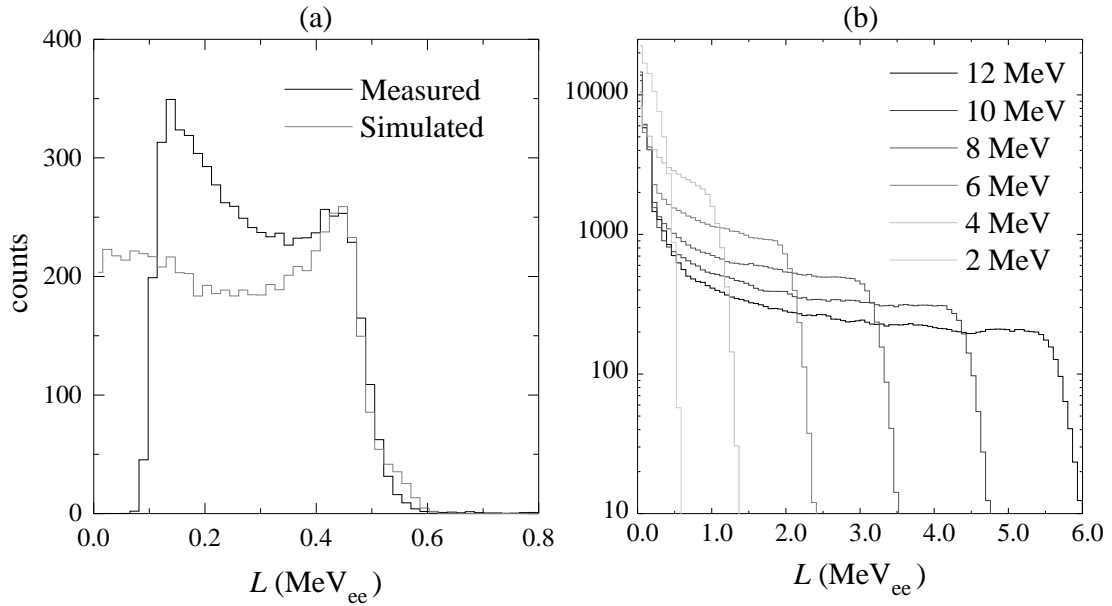 (a)
400
300
200
100
0
counts
Measured
Simulated
0.0 0.2 0.4 0.6 0.8
L (MeVee)
(b)
10000
1000
100
10
12 MeV
10 MeV
8 MeV
6 MeV
4 MeV
2 MeV
0.0 1.0 2.0 3.0 4.0 5.0 6.0
L (MeVee)